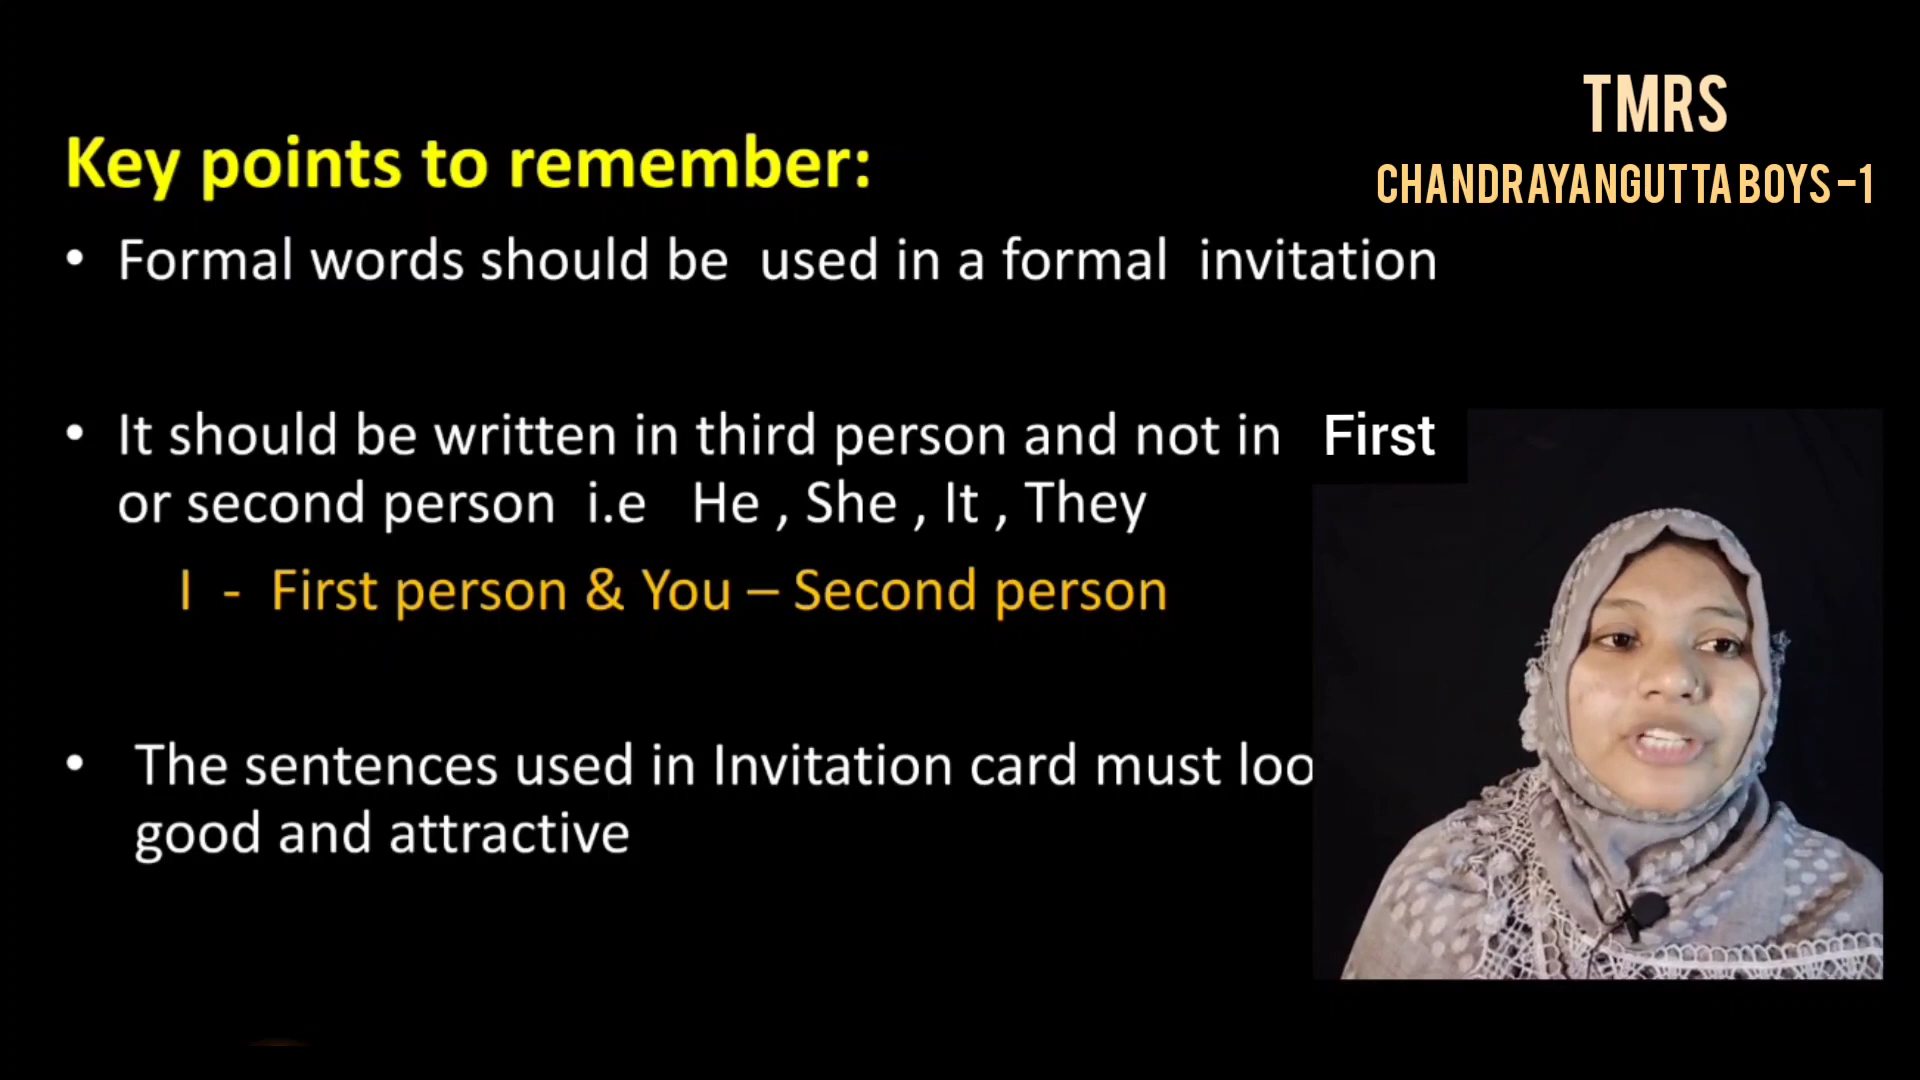 TMRS
CHANDRAYANGUTTA BOYS -1
Key points to remember:
• Formal words should be used in a formal invitation
• It should be written in third person and not in First
or second person i.e He , She , It , They
I - First person & You – Second person
• The sentences used in Invitation card must loo
good and attractive